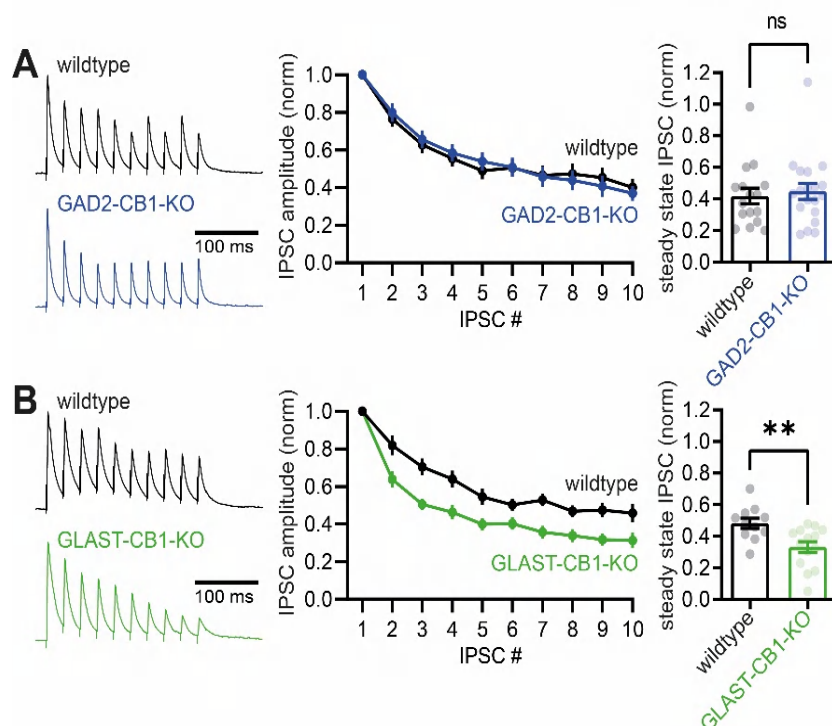 A
wildtype
GAD2-CB1-KO
100 ms
IPSC amplitude (norm)
1.0
0.8
0.6
0.4
0.2
0.0
wildtype
GAD2-CB1-KO
1 2 3 4 5 6 7 8 9 10
IPSC #
ns
steady state IPSC (norm)
1.2
1.0
0.8
0.6
0.4
0.2
0.0
wildtype
GAD2-CB1-KO
B
wildtype
GLAST-CB1-KO
100 ms
IPSC amplitude (norm)
1.0
0.8
0.6
0.4
0.2
0.0
wildtype
GLAST-CB1-KO
1 2 3 4 5 6 7 8 9 10
IPSC #
**
steady state IPSC (norm)
1.2
1.0
0.8
0.6
0.4
0.2
0.0
wildtype
GLAST-CB1-KO